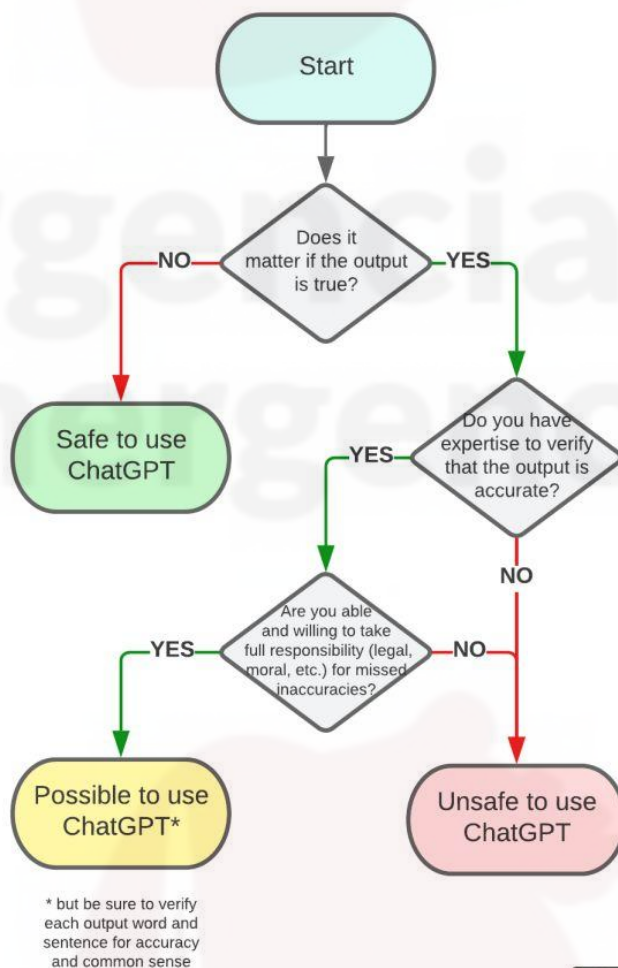 Start
Does it
matter if the output
is true?
NO
YES
Safe to use
ChatGPT
Do you have
expertise to verify
that the output is
accurate?
YES
NO
Are you able
and willing to take
full responsibility (legal,
moral, etc.) for missed
inaccuracies?
YES
NO
Possible to use
ChatGPT*
Unsafe to use
ChatGPT
* but be sure to verify
each output word and
sentence for accuracy
and common sense